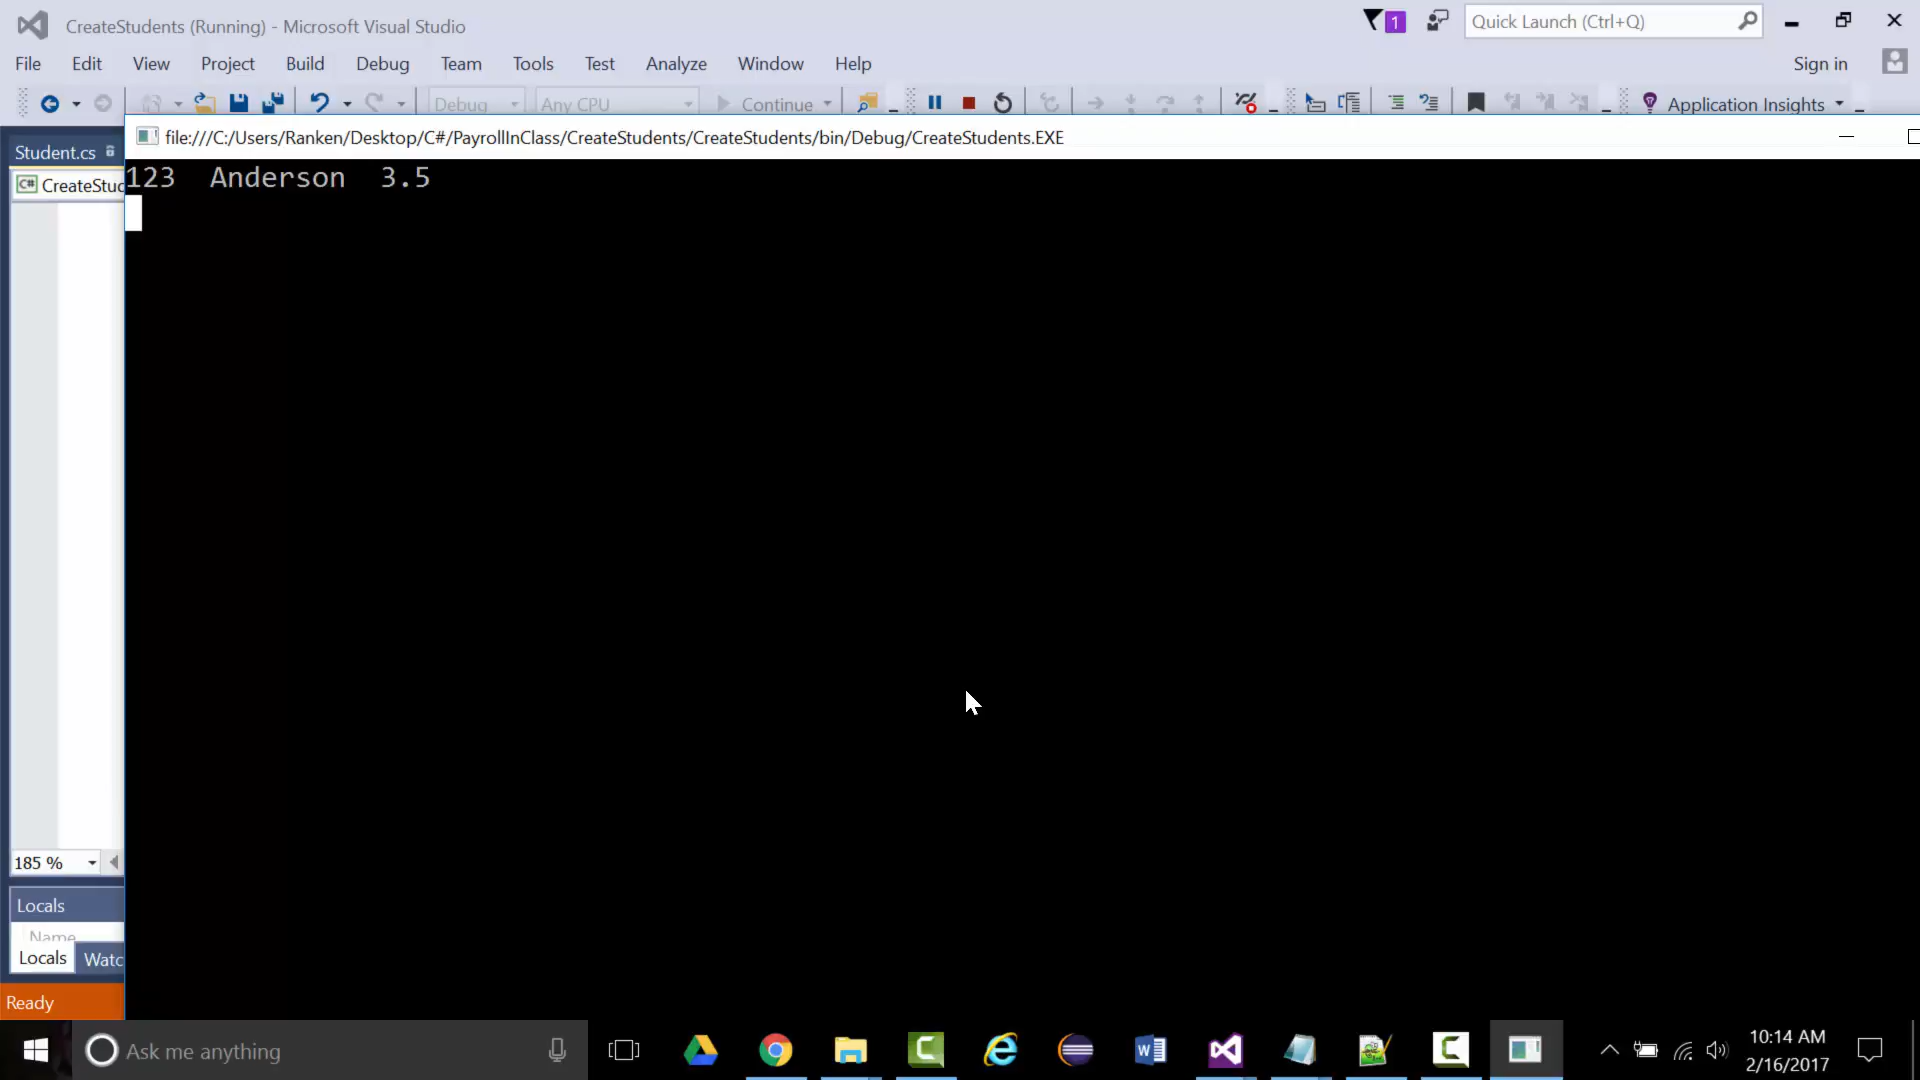 CreateStudents (Running) - Microsoft Visual Studio
1
Quick Launch (Ctrl+Q)
File Edit View Project Build Debug Team Tools Test Analyze Window Help
Sign in
Debug
Any CPU
Continue
Application Insights
Student.cs
file:///C:/Users/Ranken/Desktop/C#/PayrollInClass/CreateStudents/CreateStudents/bin/Debug/CreateStudents.EXE
C# CreateStud
123 Anderson 3.5
185 %
Locals
Name
Locals Watc
Ready
Ask me anything
10:14 AM
2/16/2017